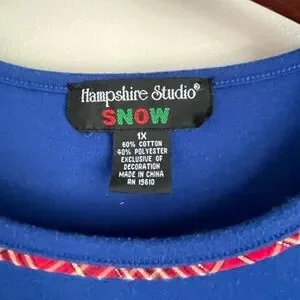 Hampshire Studio®
SNOW
1X
60% COTTON
40% POLYESTER
EXCLUSIVE OF
DECORATION
MADE IN CHINA
RN 15610